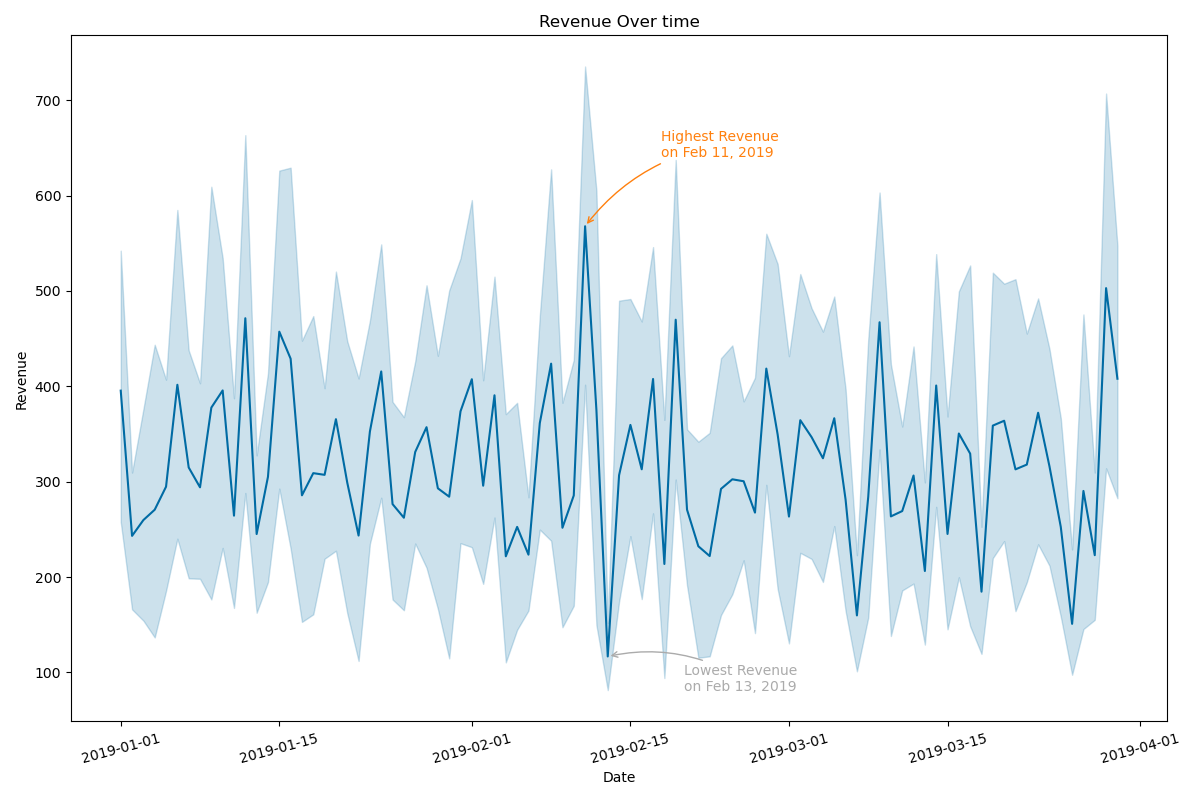 Revenue Over time
Revenue
700
600
500
400
300
200
100
Highest Revenue
on Feb 11, 2019
Lowest Revenue
on Feb 13, 2019
2019-01-01
2019-01-15
2019-02-01
2019-02-15
2019-03-01
2019-03-15
2019-04-01
Date